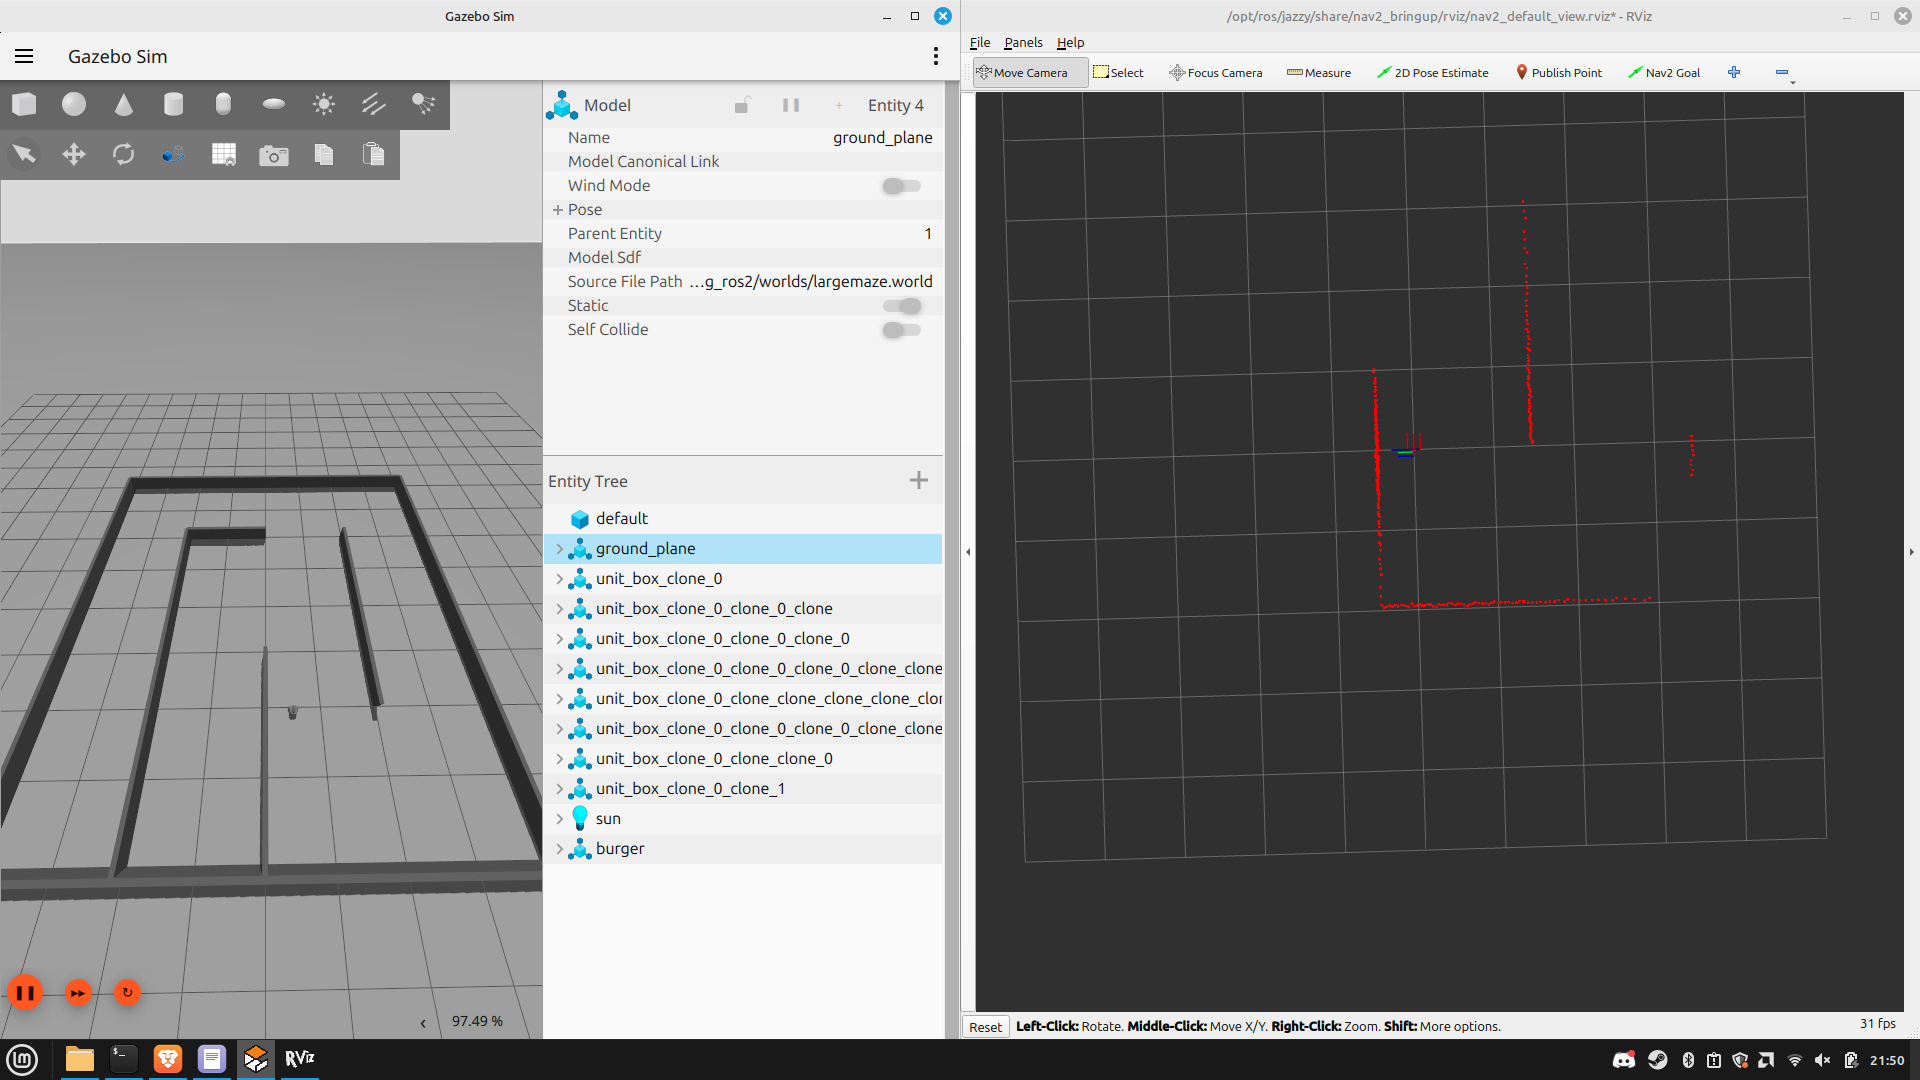 Gazebo Sim
/opt/ros/jazzy/share/nav2_bringup/rviz/nav2_default_view.rviz* - RViz
Gazebo Sim
File Panels Help
Move Camera Select Focus Camera Measure 2D Pose Estimate Publish Point Nav2 Goal
Model Entity 4
Name ground_plane
Model Canonical Link
Wind Mode
Pose
Parent Entity 1
Model Sdf
Source File Path ...g_ros2/worlds/largemaze.world
Static
Self Collide
Entity Tree
default
ground_plane
unit_box_clone_0
unit_box_clone_0_clone_0_clone
unit_box_clone_0_clone_0_clone_0
unit_box_clone_0_clone_0_clone_0_clone_clone
unit_box_clone_0_clone_clone_clone_clone_clo
unit_box_clone_0_clone_0_clone_0_clone_clone
unit_box_clone_0_clone_clone_0
unit_box_clone_0_clone_1
sun
burger
97.49 %
Reset Left-Click: Rotate. Middle-Click: Move X/Y. Right-Click: Zoom. Shift: More options. 31 fps
RViz
21:50